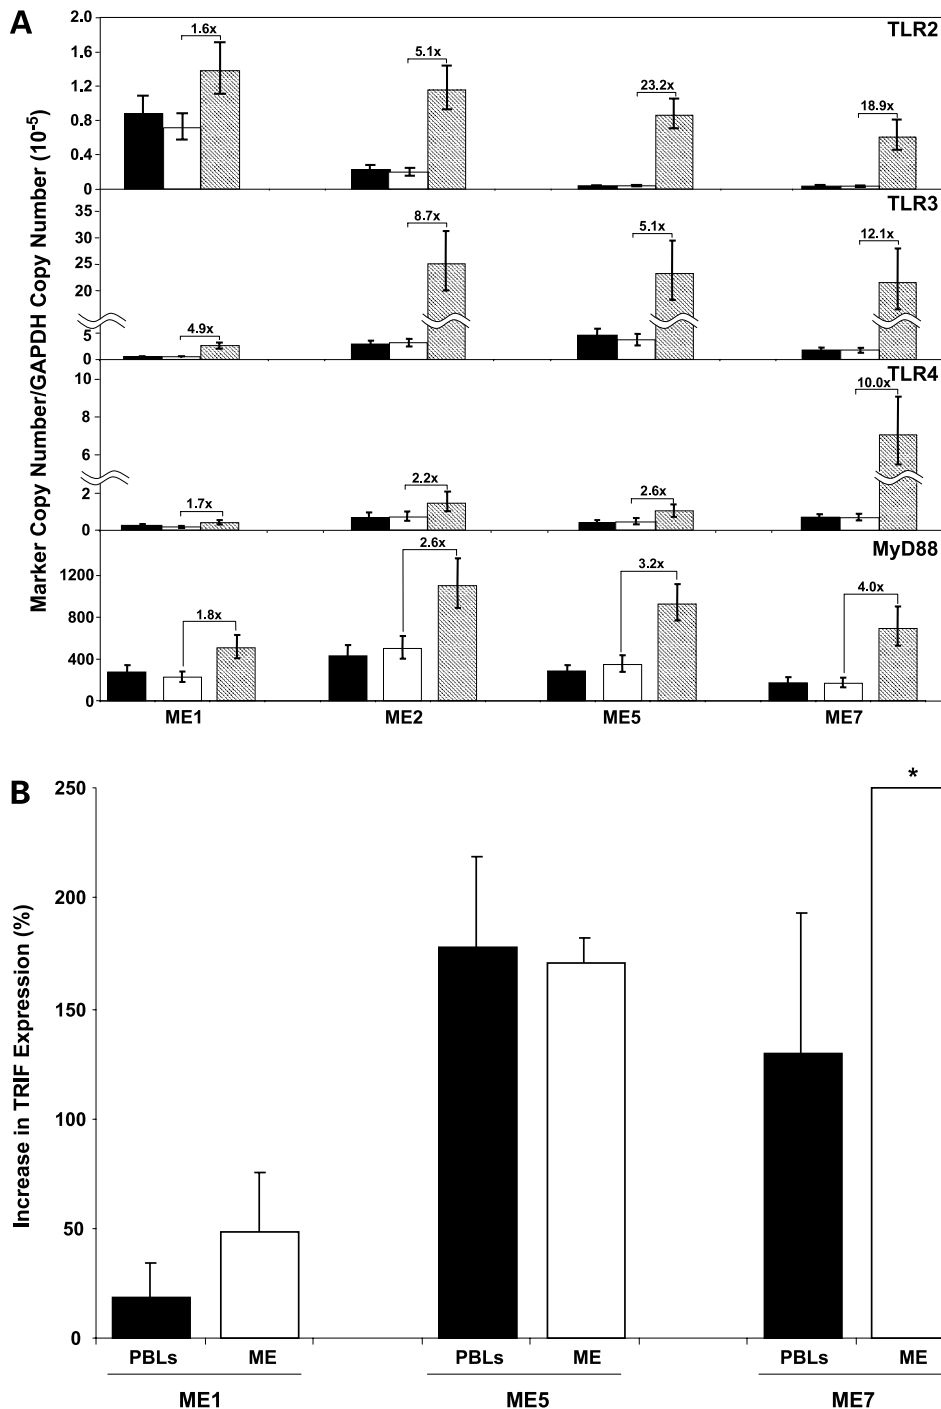 A
Marker Copy Number/GAPDH Copy Number (10-5)
2.0
1.6
1.2
0.8
0.4
0
TLR2
1.6x
5.1x
23.2x
18.9x
35
30
25
20
5
0
TLR3
4.9x
8.7x
5.1x
12.1x
10
8
6
2
0
TLR4
1.7x
2.2x
2.6x
10.0x
1200
800
400
0
MyD88
1.8x
2.6x
3.2x
4.0x
ME1 ME2 ME5 ME7
B
Increase in TRIF Expression (%)
250
200
150
100
50
0
*
PBLs ME PBLs ME PBLs ME
ME1 ME5 ME7